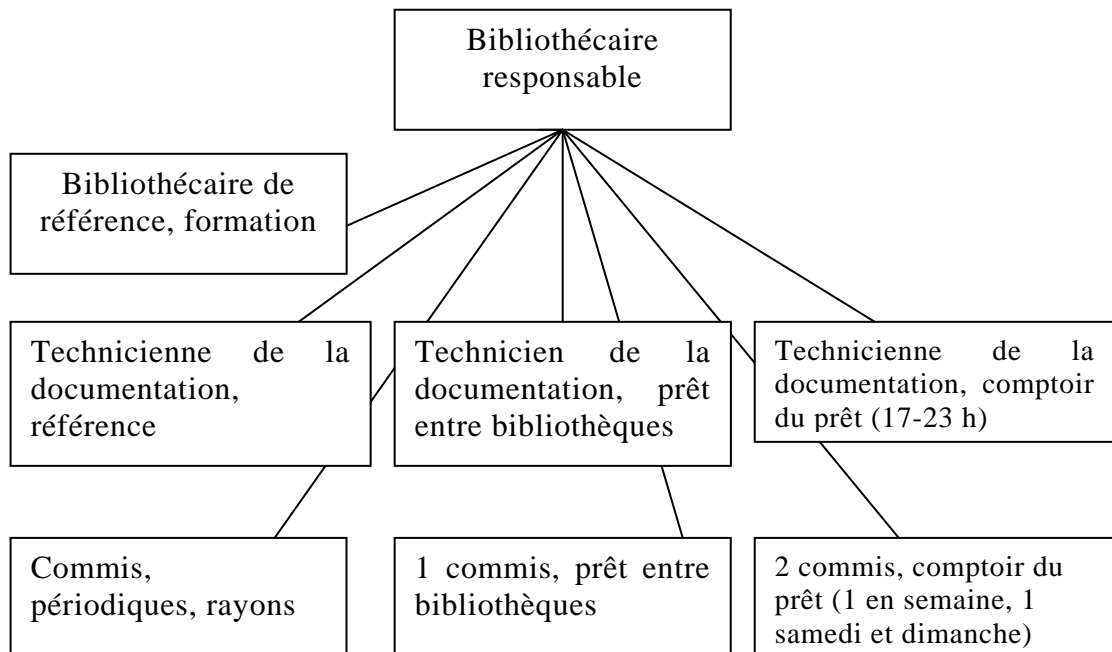 Bibliothécaire
responsable
Bibliothécaire de
référence, formation
Technicienne de la
documentation,
référence
Technicien de la
documentation, prêt
entre bibliothèques
Technicienne de la
documentation, comptoir
du prêt (17-23 h)
Commis,
périodiques, rayons
1 commis, prêt entre
bibliothèques
2 commis, comptoir du
prêt (1 en semaine, 1
samedi et dimanche)